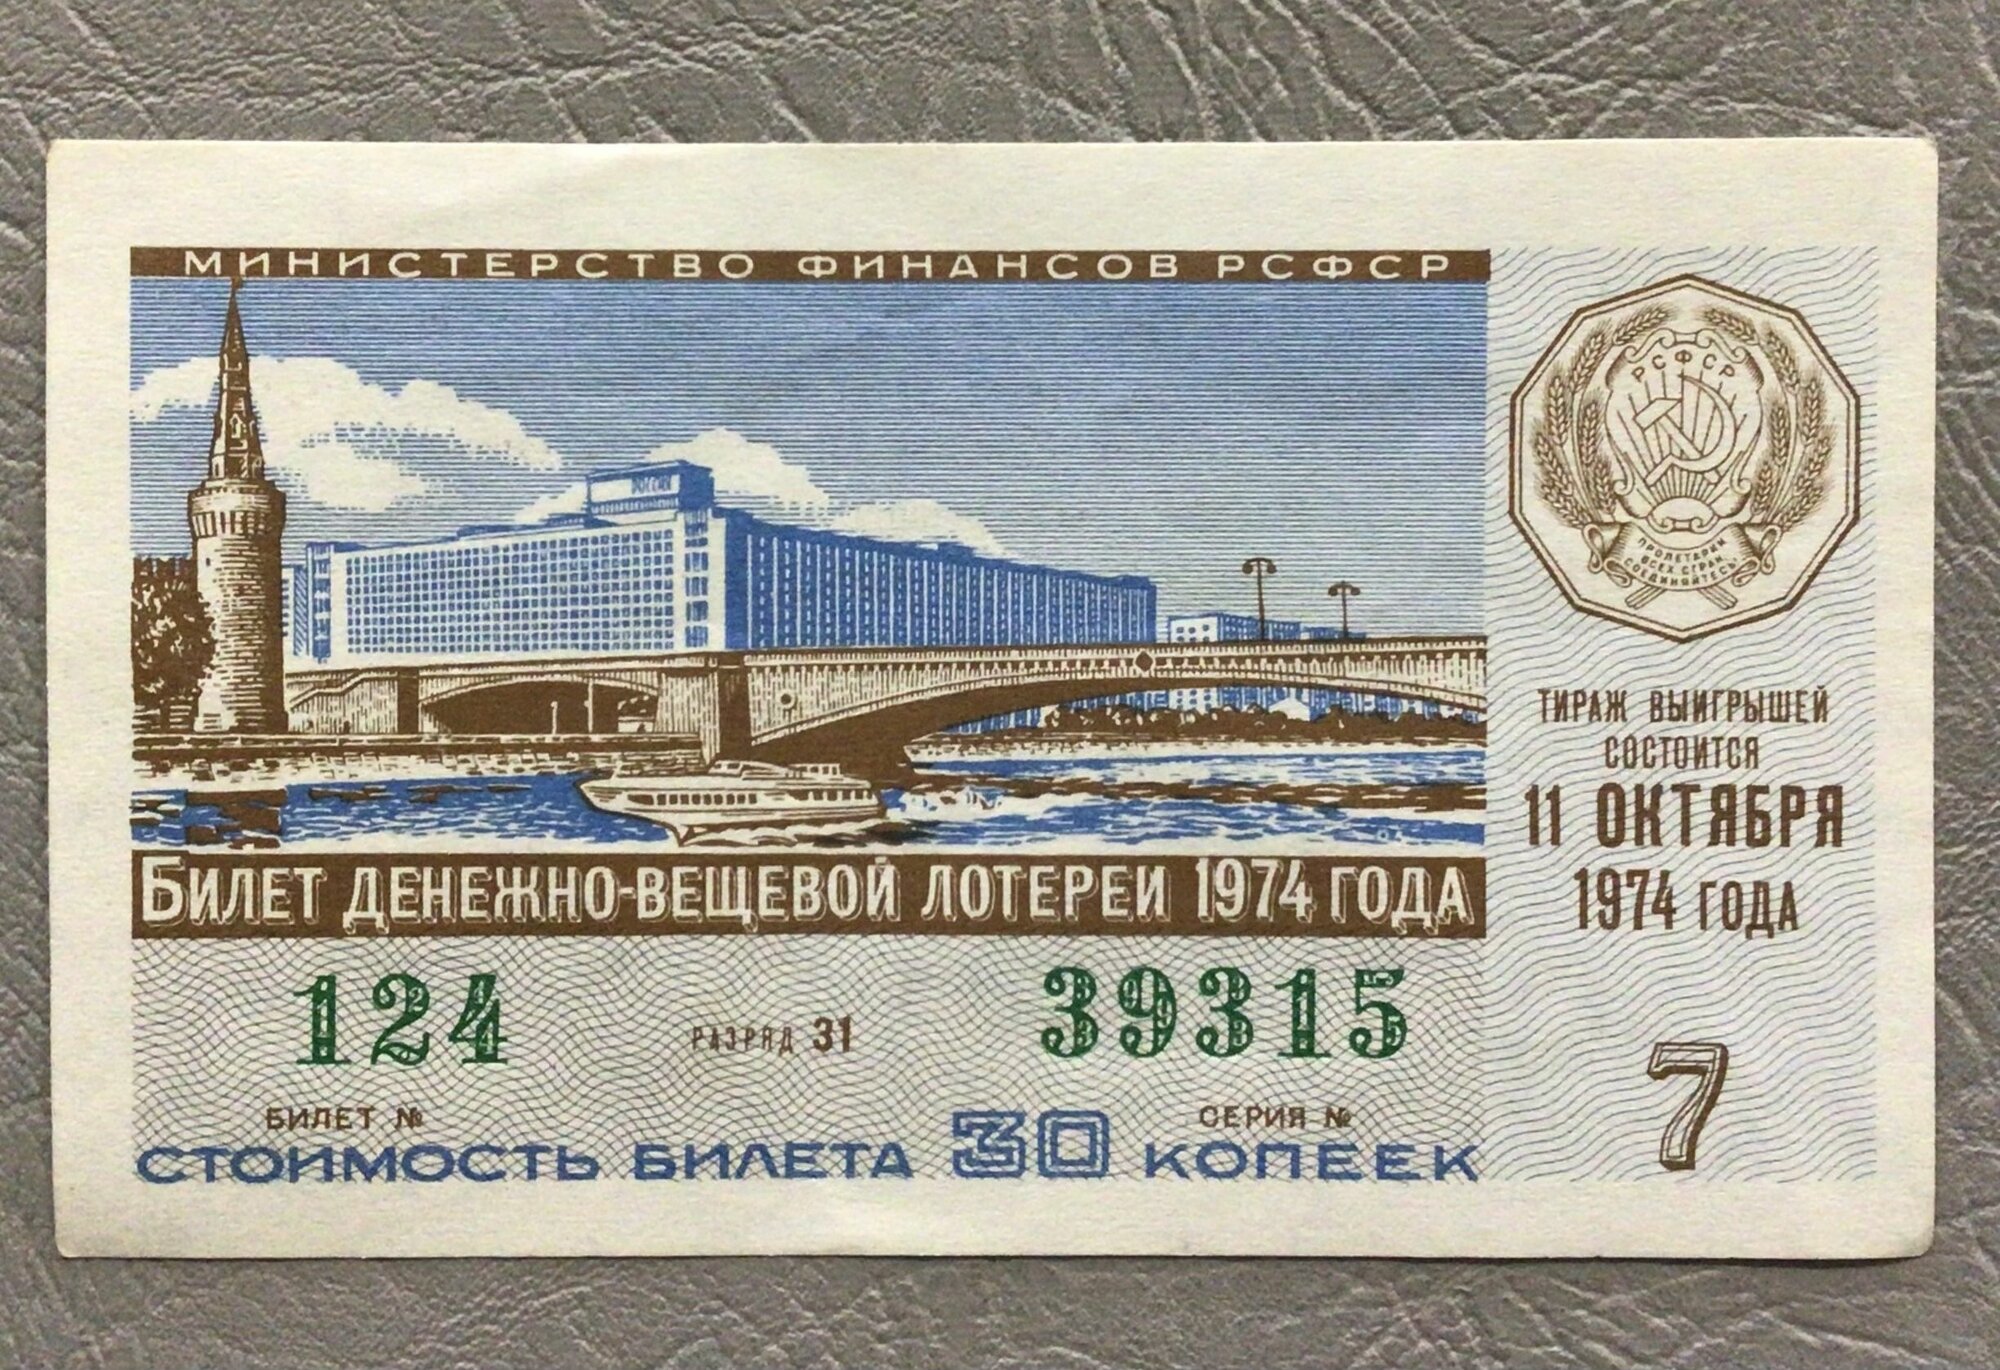 МИНИСТЕРСТВО ФИНАНСОВ РСФСР
РОССИЯ
РСФСР
ПРОЛЕТАРИИ
ВСЕХ СТРАН,
СОЕДИНЯЙТЕСЬ!
ТИРАЖ ВЫИГРЫШЕЙ
СОСТОИТСЯ
11 ОКТЯБРЯ
1974 ГОДА
БИЛЕТ ДЕНЕЖНО-ВЕЩЕВОЙ ЛОТЕРЕИ 1974 ГОДА
124 РАЗРЯД 31 39315
БИЛЕТ № СЕРИЯ №
СТОИМОСТЬ БИЛЕТА 30 КОПЕЕК
7